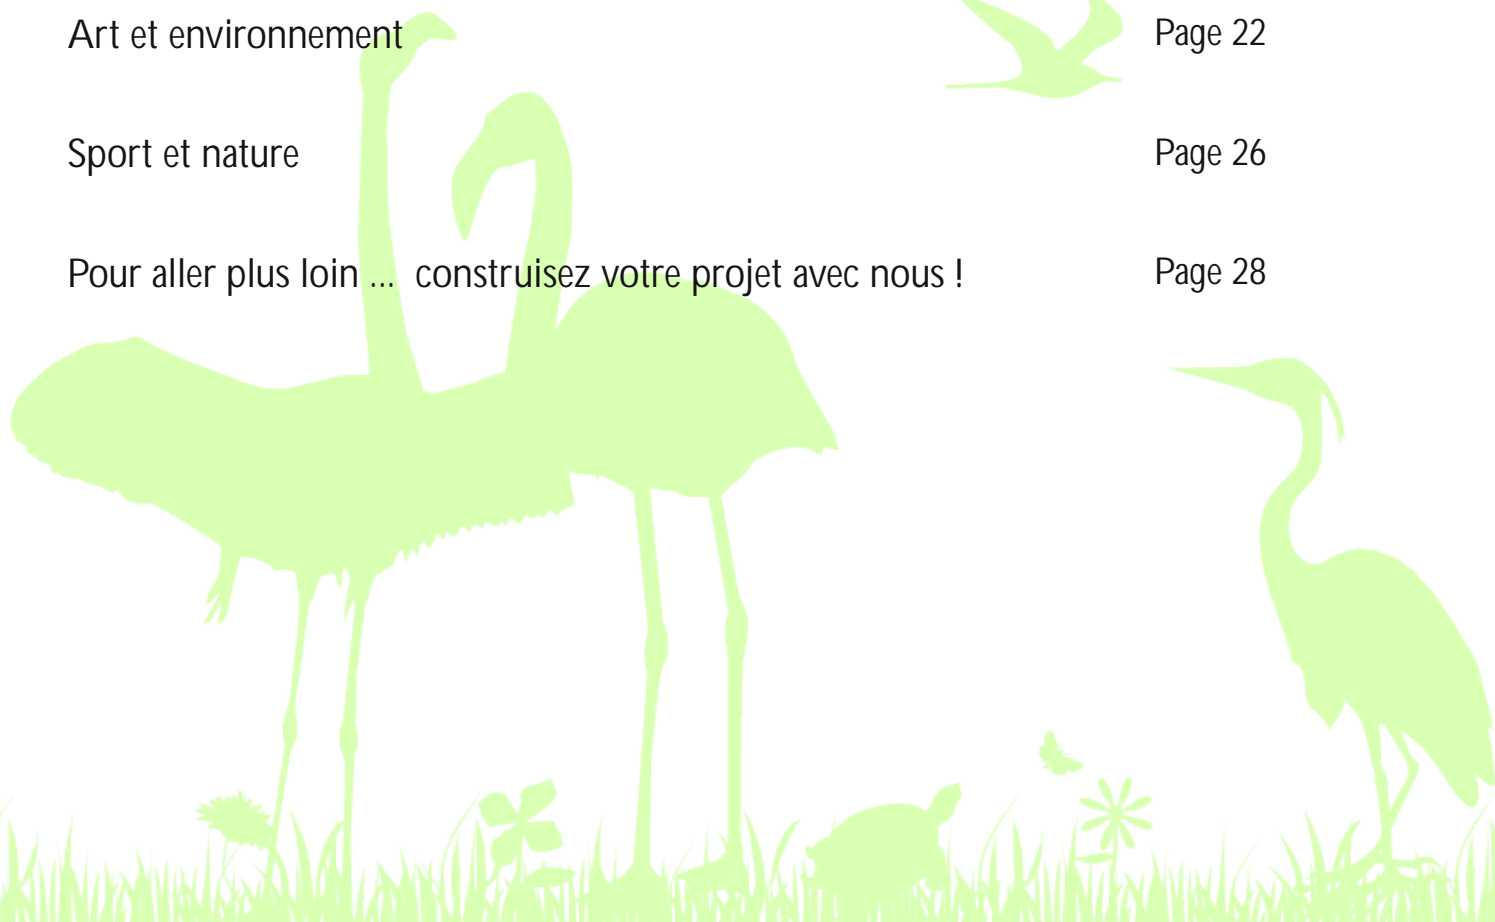 Art et environnement Page 22
Sport et nature Page 26
Pour aller plus loin ... construisez votre projet avec nous ! Page 28